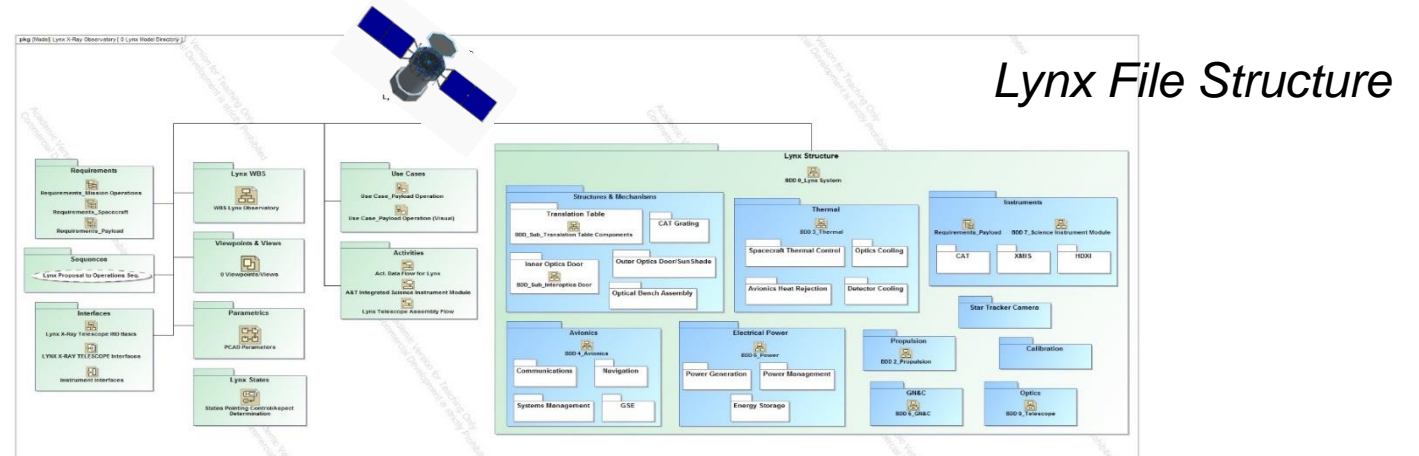 Lynx File Structure
pkg [Model] Lynx X-Ray Observatory [ 0 Lynx Model Directory ]
Requirements
Requirements_Mission Operations
Requirements_Spacecraft
Requirements_Payload
Sequences
Lynx Proposal to Operations Seq.
Interfaces
Lynx X-Ray Telescope IBD Basic
LYNX X-RAY TELESCOPE Interfaces
Instrument Interfaces
Lynx WBS
WBS Lynx Observatory
Viewpoints & Views
0 Viewpoints/Views
Parametrics
PCAD Parameters
Lynx States
States Pointing Control/Aspect
Determination
Use Cases
Use Case_Payload Operation
Use Case_Payload Operation (Visual)
Activities
Act. Data Flow for Lynx
A&T Integrated Science Instrument Module
Lynx Telescope Assembly Flow
Lynx Structure
BDD 0_Lynx System
Structures & Mechanisms
Translation Table
BDD_Sub_Translation Table Components
CAT Grating
Inner Optics Door
BDD_Sub_Interoptice Door
Outer Optics Door/SunShade
Optical Bench Assembly
Thermal
BDD 3_Thermal
Spacecraft Thermal Control
Optics Cooling
Avionics Heat Rejection
Detector Cooling
Instruments
Requirements_Payload
BDD 7_Science Instrument Module
CAT
XMIS
HDXI
Star Tracker Camera
Avionics
BDD 4_Avionics
Communications
Navigation
Systems Management
GSE
Electrical Power
BDD 5_Power
Power Generation
Power Management
Energy Storage
Propulsion
BDD 2_Propulsion
Calibration
GN&C
BDD 6_GN&C
Optics
BDD 8_Telescope